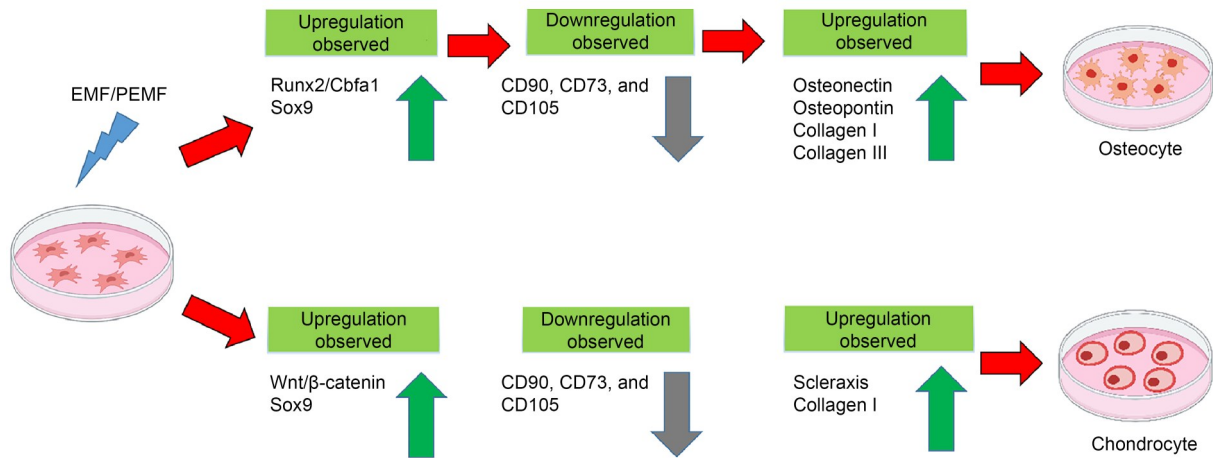 EMF/PEMF
Upregulation
observed
Runx2/Cbfa1
Sox9
Downregulation
observed
CD90, CD73, and
CD105
Upregulation
observed
Osteonectin
Osteopontin
Collagen I
Collagen III
Osteocyte
Upregulation
observed
Wnt/β-catenin
Sox9
Downregulation
observed
CD90, CD73, and
CD105
Upregulation
observed
Scleraxis
Collagen I
Chondrocyte